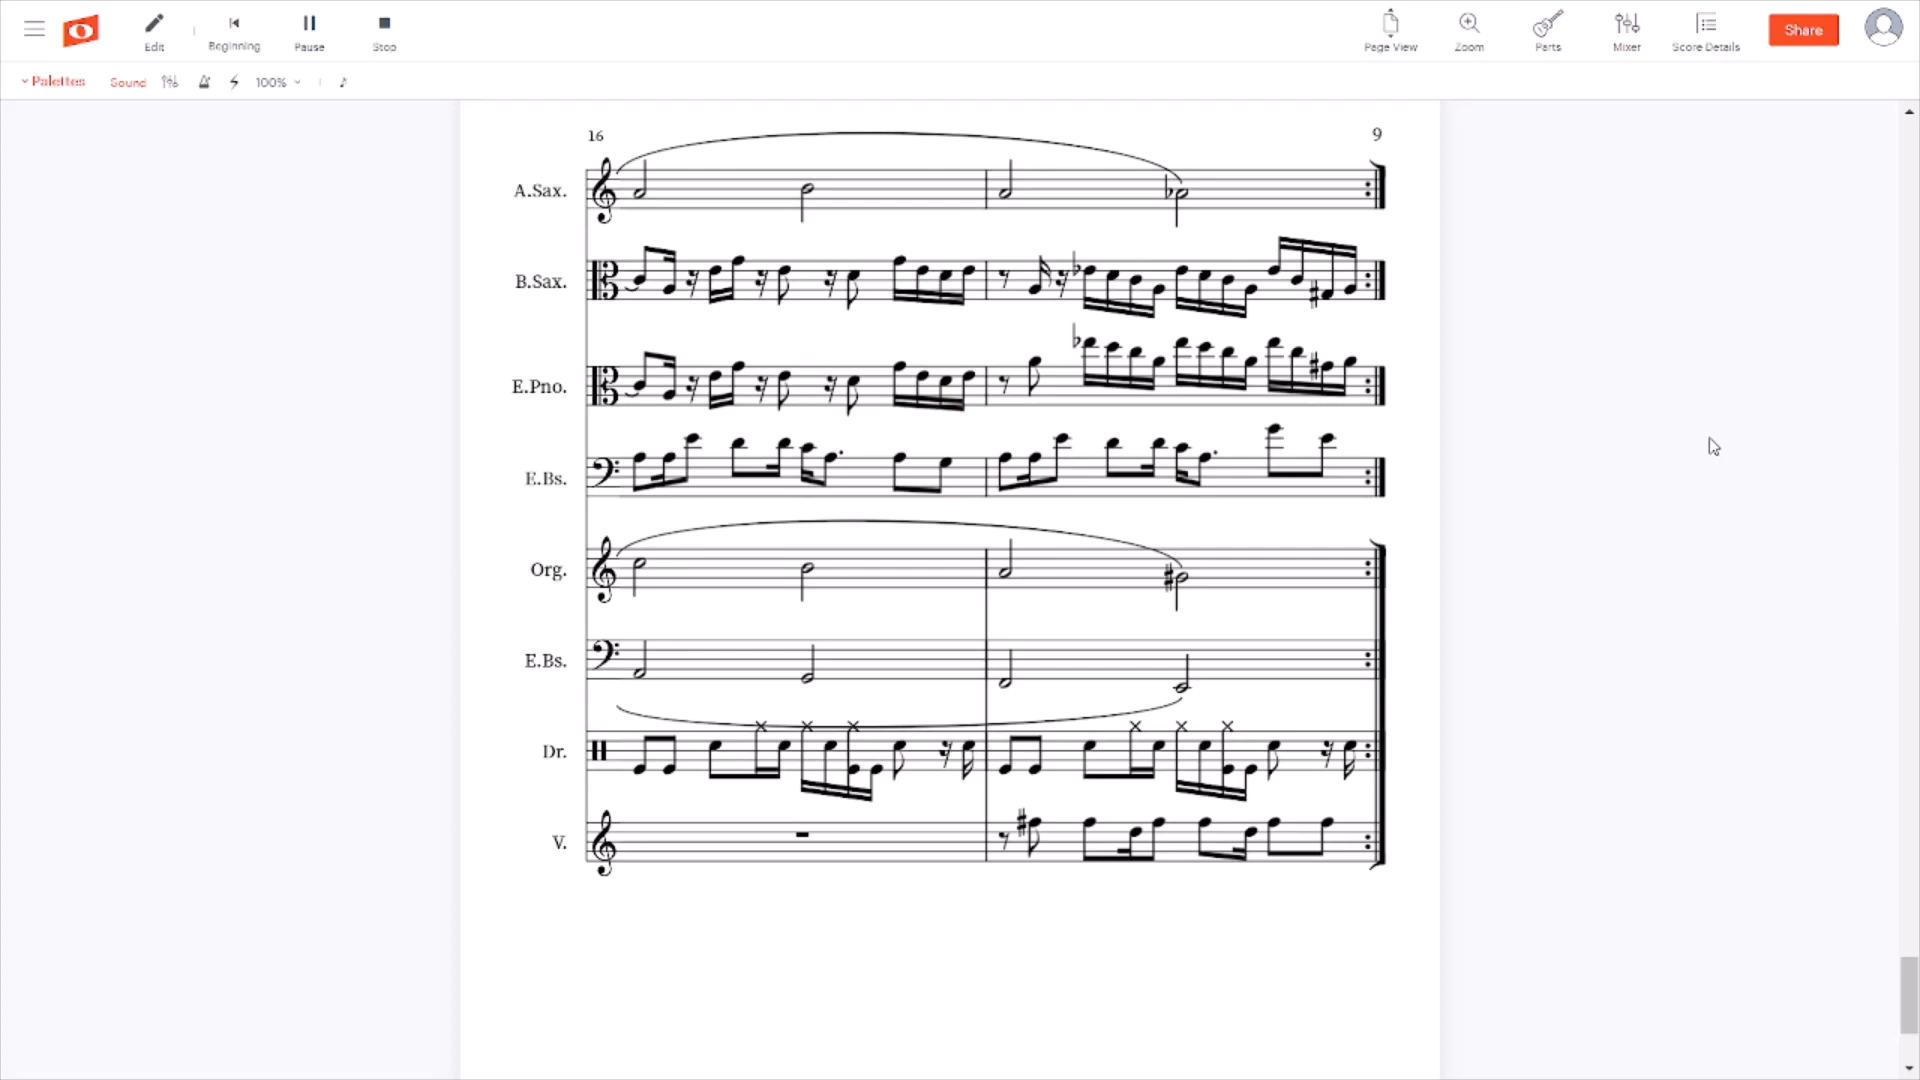 Edit
Beginning
Pause
Stop
Page View
Zoom
Parts
Mixer
Score Details
Share
Palettes
Sound
100%
16
9
A.Sax.
B.Sax.
E.Pno.
E.Bs.
Org.
E.Bs.
Dr.
V.